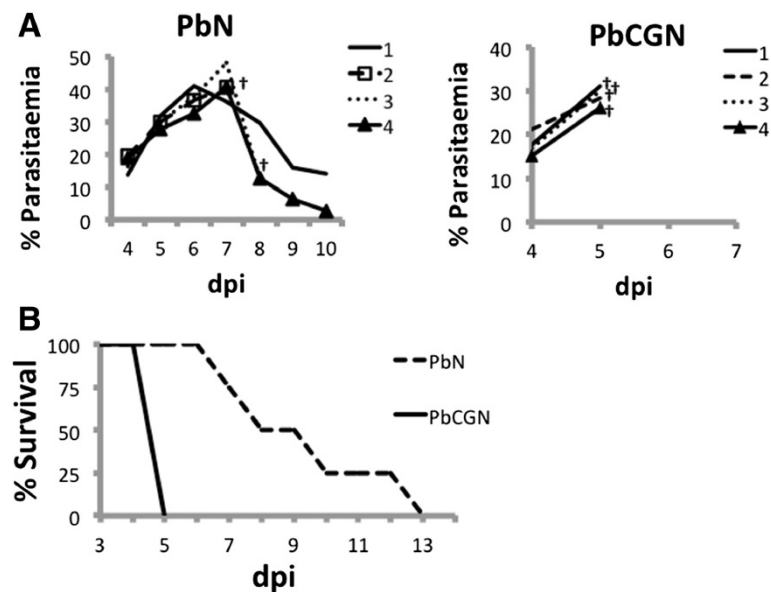 A
PbN
% Parasitaemia
50
40
30
20
10
0
4 5 6 7 8 9 10
dpi
1
2
3
4
†
†
PbCGN
% Parasitaemia
40
30
20
10
0
4 5 6 7
dpi
1
2
3
4
† †
†
†
B
% Survival
100
75
50
25
0
3 5 7 9 11 13
dpi
PbN
PbCGN